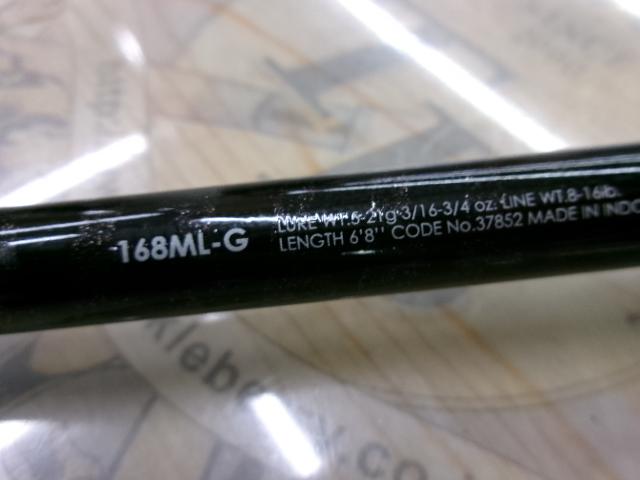 168ML-G
LURE WT.5-21g 3/16-3/4 oz. LINE WT.8-16lb.
LENGTH 6'8'' CODE No.37852 MADE IN INDO